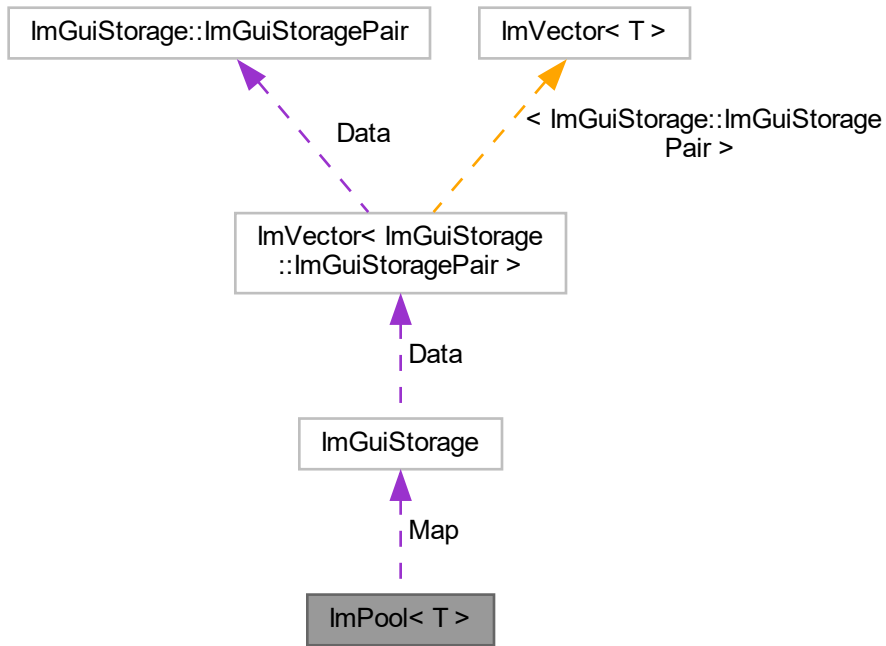 ImGuiStorage::ImGuiStoragePair
ImVector< T >
Data
< ImGuiStorage::ImGuiStorage
Pair >
ImVector< ImGuiStorage
::ImGuiStoragePair >
Data
ImGuiStorage
Map
ImPool< T >